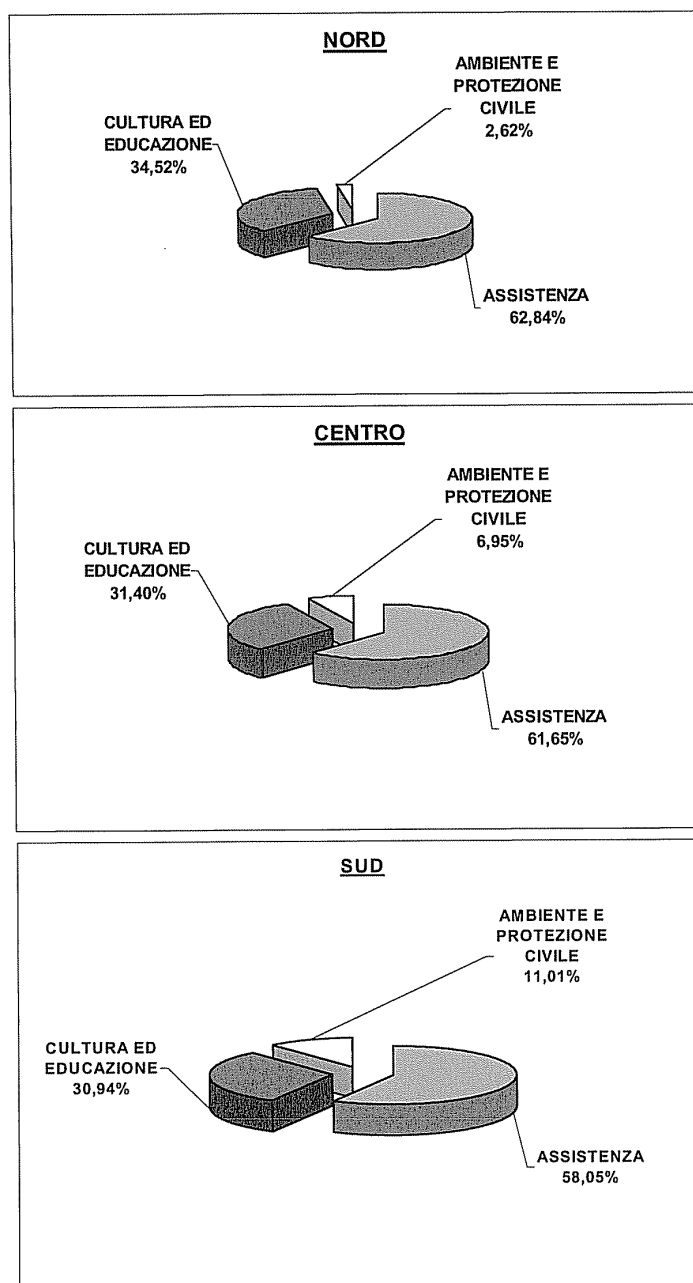 NORD
AMBIENTE E
PROTEZIONE
CIVILE
2,62%
CULTURA ED
EDUCAZIONE
34,52%
ASSISTENZA
62,84%
CENTRO
AMBIENTE E
PROTEZIONE
CIVILE
6,95%
CULTURA ED
EDUCAZIONE
31,40%
ASSISTENZA
61,65%
SUD
AMBIENTE E
PROTEZIONE
CIVILE
11,01%
CULTURA ED
EDUCAZIONE
30,94%
ASSISTENZA
58,05%